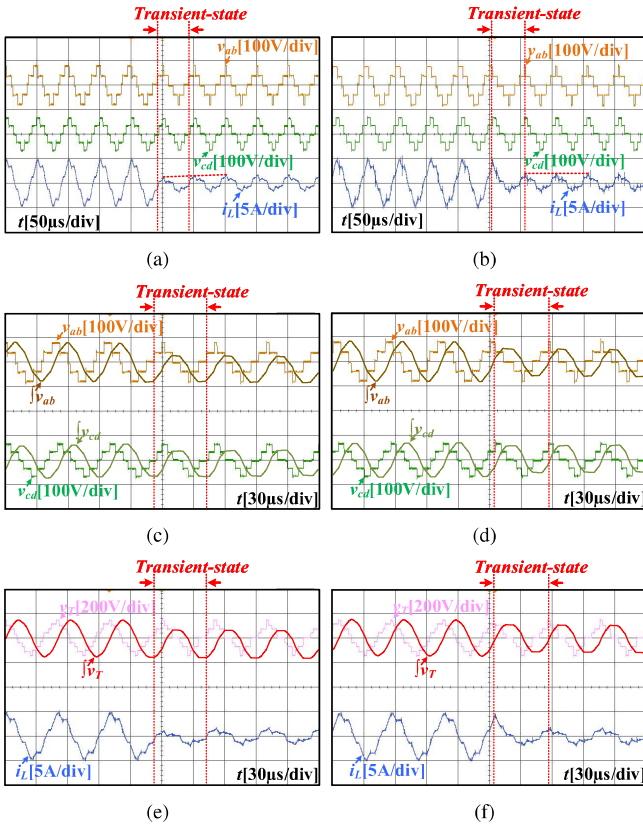 Transient-state
v_ab[100V/div]
v_cd[100V/div]
i_L[5A/div]
t[50μs/div]
(a)
Transient-state
v_ab[100V/div]
v_cd[100V/div]
i_L[5A/div]
t[50μs/div]
(b)
Transient-state
v_ab[100V/div]
∫v_ab
∫v_cd
v_cd[100V/div]
t[30μs/div]
(c)
Transient-state
v_ab[100V/div]
∫v_ab
∫v_cd
v_cd[100V/div]
t[30μs/div]
(d)
Transient-state
v_T[200V/div]
∫v_T
i_L[5A/div]
t[30μs/div]
(e)
Transient-state
v_T[200V/div]
∫v_T
i_L[5A/div]
t[30μs/div]
(f)